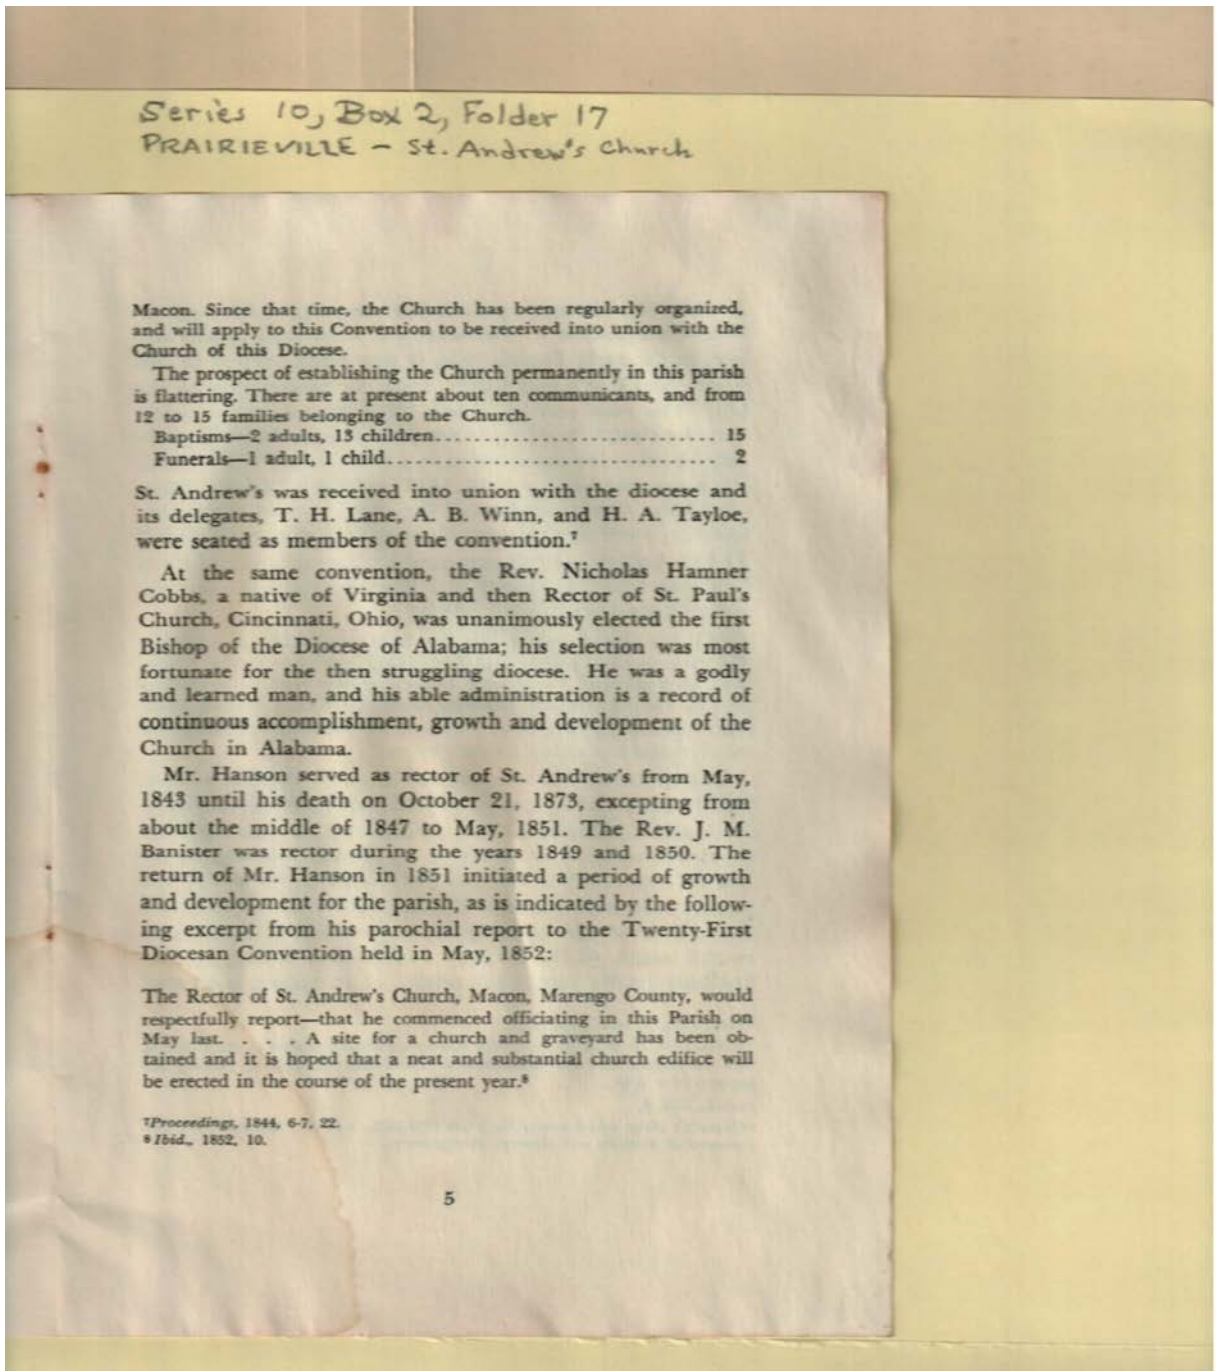 Series 10, Box 2, Folder 17
PRAIRIEVILLE - St. Andrew's Church
Macon. Since that time, the Church has been regularly organized,
and will apply to this Convention to be received into union with the
Church of this Diocese.
The prospect of establishing the Church permanently in this parish
is flattering. There are at present about ten communicants, and from
12 to 15 families belonging to the Church.
Baptisms—2 adults, 13 children.............................. 15
Funerals—1 adult, 1 child................................... 2
St. Andrew's was received into union with the diocese and
its delegates, T. H. Lane, A. B. Winn, and H. A. Tayloe,
were seated as members of the convention.⁷
At the same convention, the Rev. Nicholas Hamner
Cobbs, a native of Virginia and then Rector of St. Paul's
Church, Cincinnati, Ohio, was unanimously elected the first
Bishop of the Diocese of Alabama; his selection was most
fortunate for the then struggling diocese. He was a godly
and learned man, and his able administration is a record of
continuous accomplishment, growth and development of the
Church in Alabama.
Mr. Hanson served as rector of St. Andrew's from May,
1843 until his death on October 21, 1873, excepting from
about the middle of 1847 to May, 1851. The Rev. J. M.
Banister was rector during the years 1849 and 1850. The
return of Mr. Hanson in 1851 initiated a period of growth
and development for the parish, as is indicated by the follow-
ing excerpt from his parochial report to the Twenty-First
Diocesan Convention held in May, 1852:
The Rector of St. Andrew's Church, Macon, Marengo County, would
respectfully report—that he commenced officiating in this Parish on
May last. . . . A site for a church and graveyard has been ob-
tained and it is hoped that a neat and substantial church edifice will
be erected in the course of the present year.⁸
⁷Proceedings, 1844, 6-7, 22.
⁸ Ibid., 1852, 10.
5